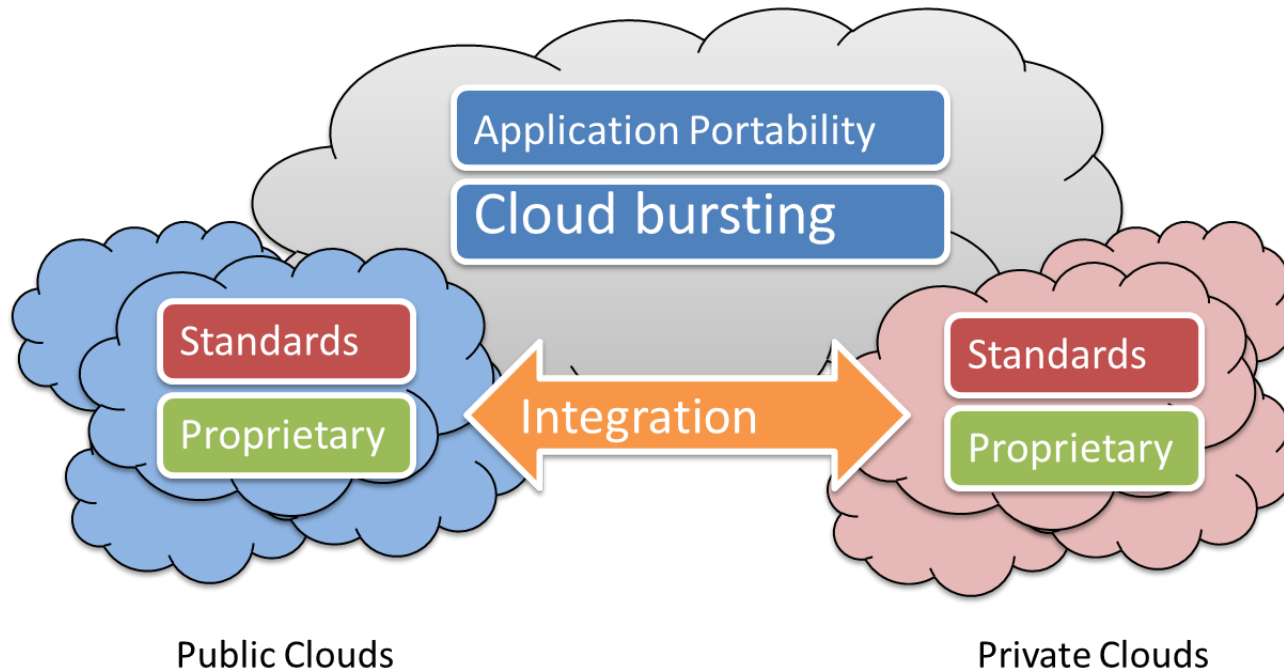 Application Portability
Cloud bursting
Standards
Proprietary
Integration
Standards
Proprietary
Public Clouds
Private Clouds